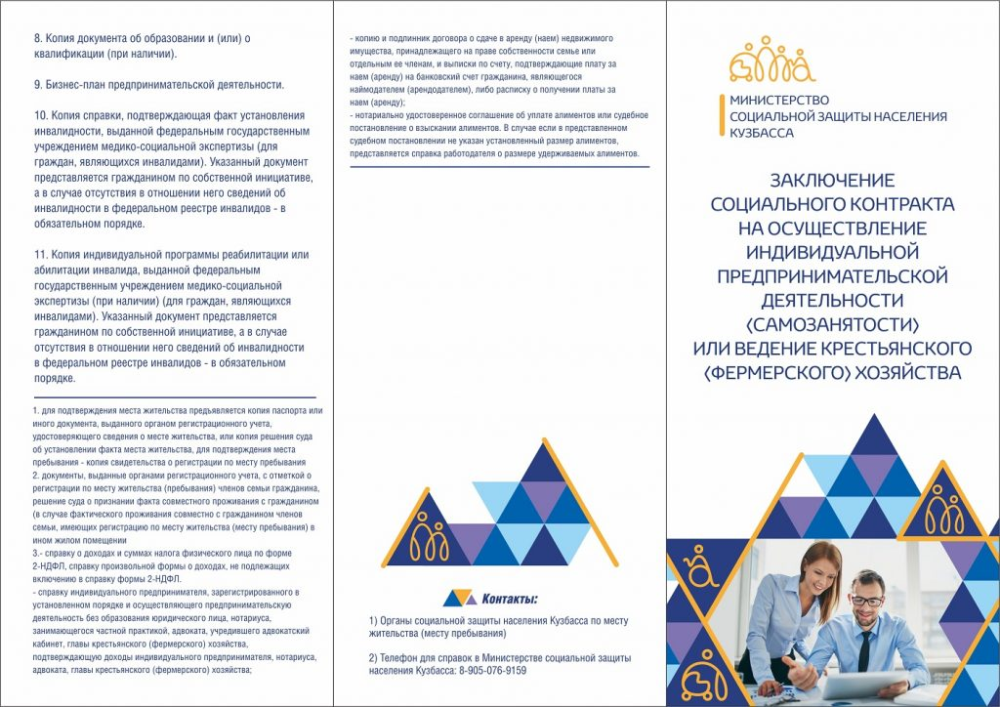 8. Копия документа об образовании и (или) о
квалификации (при наличии).
9. Бизнес-план предпринимательской деятельности.
10. Копия справки, подтверждающая факт установления
инвалидности, выданной федеральным государственным
учреждением медико-социальной экспертизы (для
граждан, являющихся инвалидами). Указанный документ
представляется гражданином по собственной инициативе,
а в случае отсутствия в отношении него сведений об
инвалидности в федеральном реестре инвалидов - в
обязательном порядке.
11. Копия индивидуальной программы реабилитации или
абилитации инвалида, выданной федеральным
государственным учреждением медико-социальной
экспертизы (при наличии) (для граждан, являющихся
инвалидами). Указанный документ представляется
гражданином по собственной инициативе, а в случае
отсутствия в отношении него сведений об инвалидности
в федеральном реестре инвалидов - в обязательном
порядке.
1. для подтверждения места жительства предъявляется копия паспорта или
иного документа, выданного органом регистрационного учета,
удостоверяющего сведения о месте жительства, или копия решения суда
об установлении факта места жительства, для подтверждения места
пребывания - копия свидетельства о регистрации по месту пребывания
2. документы, выданные органами регистрационного учета, с отметкой о
регистрации по месту жительства (пребывания) членов семьи гражданина,
решение суда о признании факта совместного проживания с гражданином
(в случае фактического проживания совместно с гражданином членов
семьи, имеющих регистрацию по месту жительства (месту пребывания) в
ином жилом помещении
3.- справку о доходах и суммах налога физического лица по форме
2-НДФЛ, справку произвольной формы о доходах, не подлежащих
включению в справку формы 2-НДФЛ.
- справку индивидуального предпринимателя, зарегистрированного в
установленном порядке и осуществляющего предпринимательскую
деятельность без образования юридического лица, нотариуса,
занимающегося частной практикой, адвоката, учредившего адвокатский
кабинет, главы крестьянского (фермерского) хозяйства,
подтверждающую доходы индивидуального предпринимателя, нотариуса,
адвоката, главы крестьянского (фермерского) хозяйства;
- копию и подлинник договора о сдаче в аренду (наем) недвижимого
имущества, принадлежащего на праве собственности семье или
отдельным ее членам, и выписки по счету, подтверждающие плату за
наем (аренду) на банковский счет гражданина, являющегося
наймодателем (арендодателем), либо расписку о получении платы за
наем (аренду);
- нотариально удостоверенное соглашение об уплате алиментов или судебное
постановление о взыскании алиментов. В случае если в представленном
судебном постановлении не указан установленный размер алиментов,
представляется справка работодателя о размере удерживаемых алиментов.
Контакты:
1) Органы социальной защиты населения Кузбасса по месту
жительства (месту пребывания)
2) Телефон для справок в Министерстве социальной защиты
населения Кузбасса: 8-905-076-9159
МИНИСТЕРСТВО
СОЦИАЛЬНОЙ ЗАЩИТЫ НАСЕЛЕНИЯ
КУЗБАССА
ЗАКЛЮЧЕНИЕ
СОЦИАЛЬНОГО КОНТРАКТА
НА ОСУЩЕСТВЛЕНИЕ
ИНДИВИДУАЛЬНОЙ
ПРЕДПРИНИМАТЕЛЬСКОЙ
ДЕЯТЕЛЬНОСТИ
(САМОЗАНЯТОСТИ)
ИЛИ ВЕДЕНИЕ КРЕСТЬЯНСКОГО
(ФЕРМЕРСКОГО) ХОЗЯЙСТВА